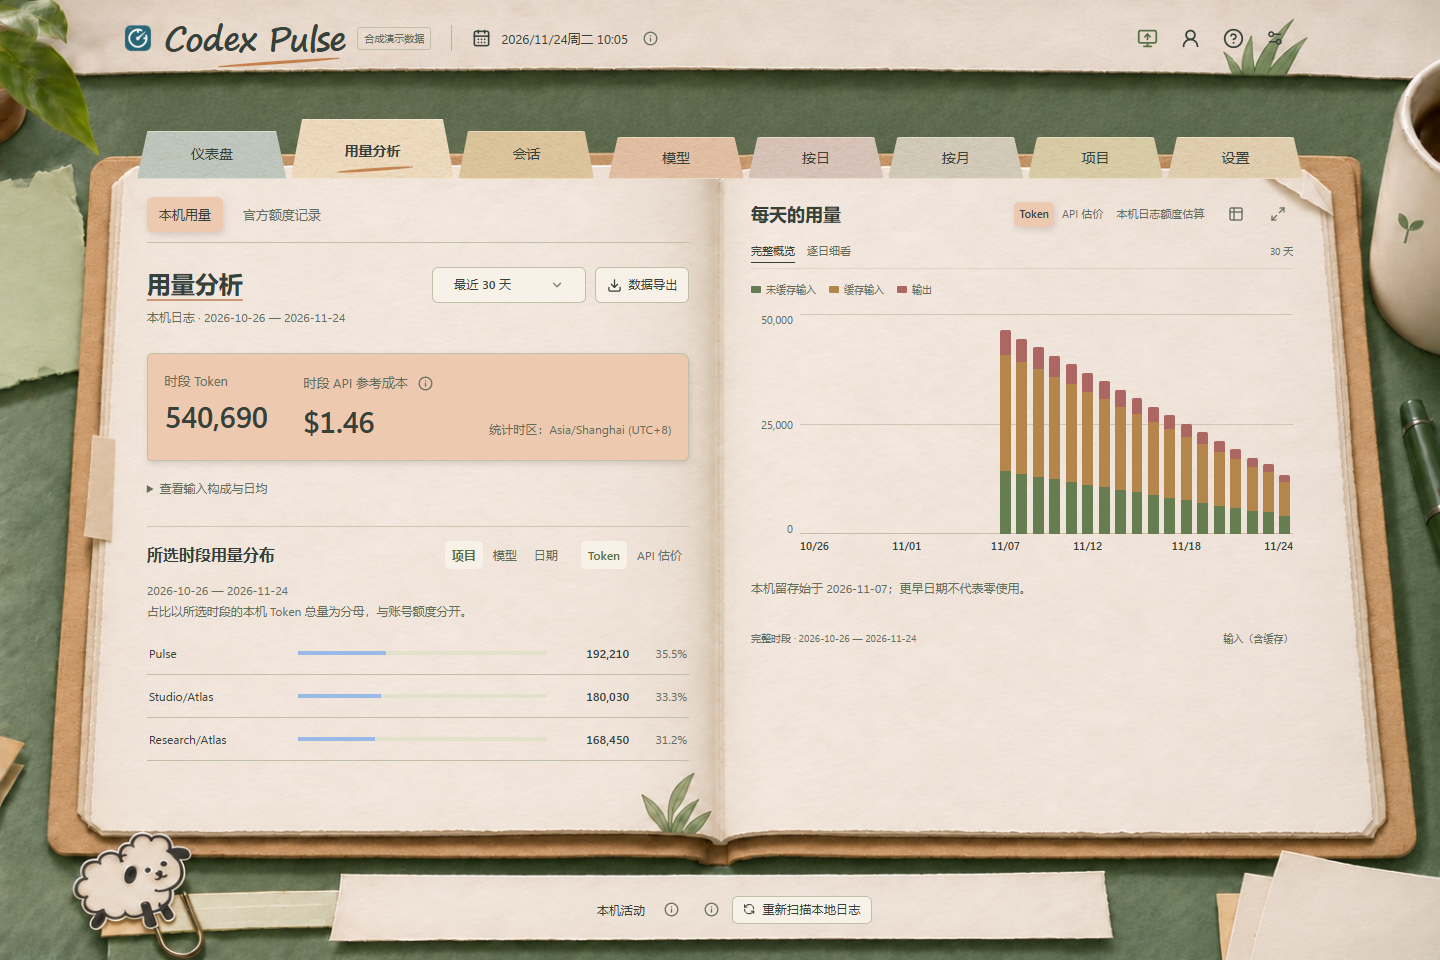 Codex Pulse 合成演示数据 2026/11/24周二 10:05
仪表盘 用量分析 会话 模型 按日 按月 项目 设置
本机用量 官方额度记录
用量分析 最近 30 天 数据导出
本机日志 · 2026-10-26 — 2026-11-24
时段 Token 时段 API 参考成本
540,690 $1.46 统计时区：Asia/Shanghai (UTC+8)
查看输入构成与日均
所选时段用量分布 项目 模型 日期 Token API 估价
2026-10-26 — 2026-11-24
占比以所选时段的本机 Token 总量为分母，与账号额度分开。
Pulse 192,210 35.5%
Studio/Atlas 180,030 33.3%
Research/Atlas 168,450 31.2%
每天的用量 Token API 估价 本机日志额度估算
完整概览 逐日细看 30 天
未缓存输入 缓存输入 输出
50,000
25,000
0
10/26 11/01 11/07 11/12 11/18 11/24
本机留存始于 2026-11-07；更早日期不代表零使用。
完整时段 · 2026-10-26 — 2026-11-24 输入（含缓存）
本机活动 重新扫描本地日志